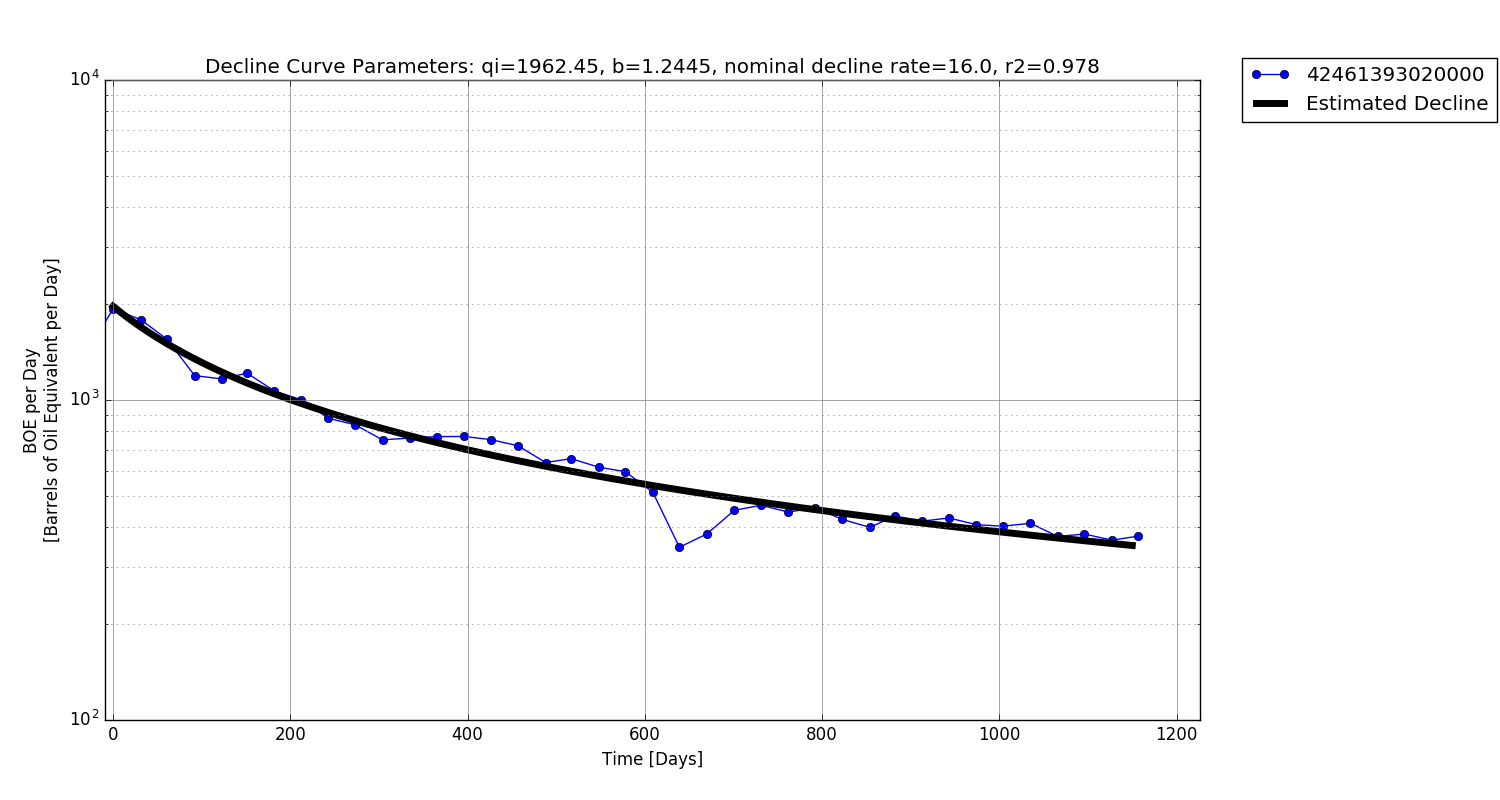 Decline Curve Parameters: qi=1962.45, b=1.2445, nominal decline rate=16.0, r2=0.978
42461393020000
Estimated Decline
10^4
10^3
10^2
BOE per Day
[Barrels of Oil Equivalent per Day]
0 200 400 600 800 1000 1200
Time [Days]